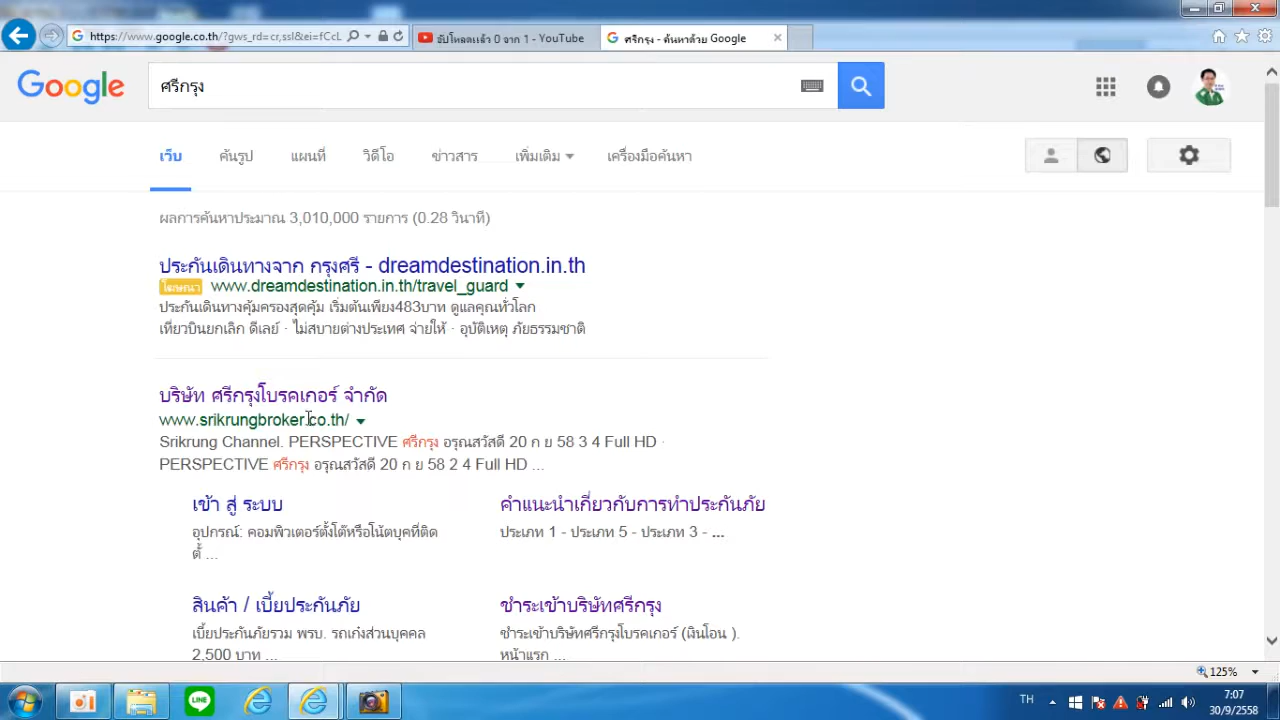 https://www.google.co.th/?gws_rd=cr,ssl&ei=fCcL
อัปโหลดแล้ว 0 จาก 1 - YouTube
ศรีกรุง - ค้นหาด้วย Google
Google
ศรีกรุง
เว็บ
ค้นรูป
แผนที่
วิดีโอ
ข่าวสาร
เพิ่มเติม
เครื่องมือค้นหา
ผลการค้นหาประมาณ 3,010,000 รายการ (0.28 วินาที)
ประกันเดินทางจาก กรุงศรี - dreamdestination.in.th
โฆษณา www.dreamdestination.in.th/travel_guard
ประกันเดินทางคุ้มครองสุดคุ้ม เริ่มต้นเพียง483บาท ดูแลคุณทั่วโลก
เที่ยวบินยกเลิก ดีเลย์ · ไม่สบายต่างประเทศ จ่ายให้ · อุบัติเหตุ ภัยธรรมชาติ
บริษัท ศรีกรุงโบรคเกอร์ จำกัด
www.srikrungbroker.co.th/
Srikrung Channel. PERSPECTIVE ศรีกรุง อรุณสวัสดี 20 ก ย 58 3 4 Full HD ·
PERSPECTIVE ศรีกรุง อรุณสวัสดี 20 ก ย 58 2 4 Full HD ...
เข้า สู่ ระบบ
อุปกรณ์: คอมพิวเตอร์ตั้งโต้หรือโน้ตบุคที่ติด
ตั้ ...
คำแนะนำเกี่ยวกับการทำประกันภัย
ประเภท 1 - ประเภท 5 - ประเภท 3 - ...
สินค้า / เบี้ยประกันภัย
เบี้ยประกันภัยรวม พรบ. รถเก๋งส่วนบุคคล
2,500 บาท ...
ชำระเข้าบริษัทศรีกรุง
ชำระเข้าบริษัทศรีกรุงโบรคเกอร์ (เงินโอน ).
หน้าแรก ...
125%
LINE
TH
7:07
30/9/2558